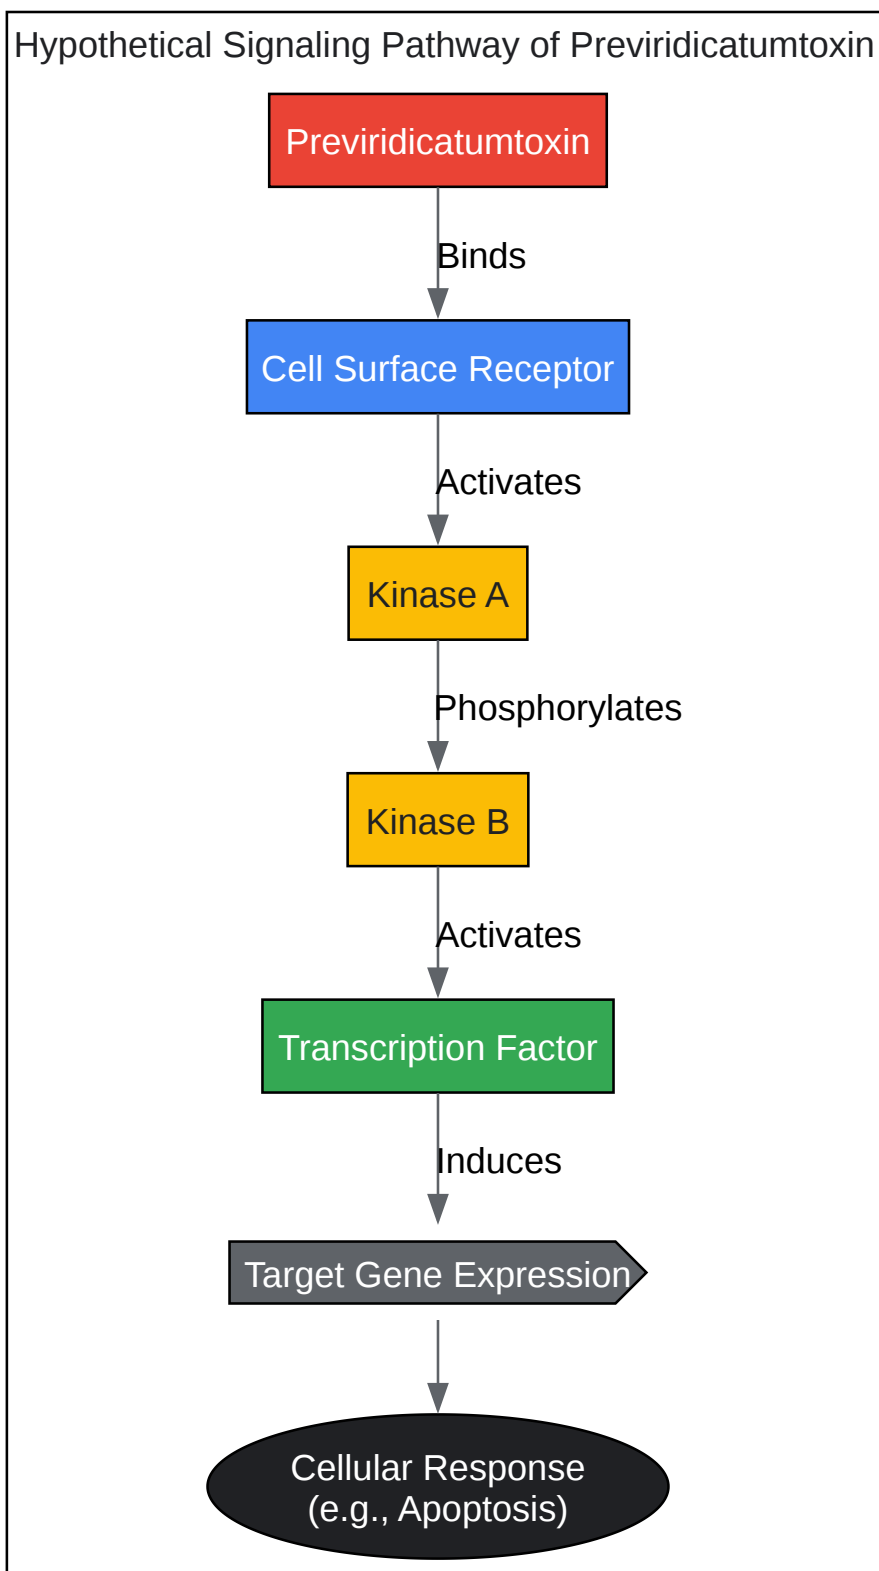 Hypothetical Signaling Pathway of Previridicatumtoxin
Previridicatumtoxin
Binds
Cell Surface Receptor
Activates
Kinase A
Phosphorylates
Kinase B
Activates
Transcription Factor
Induces
Target Gene Expression
Cellular Response
(e.g., Apoptosis)